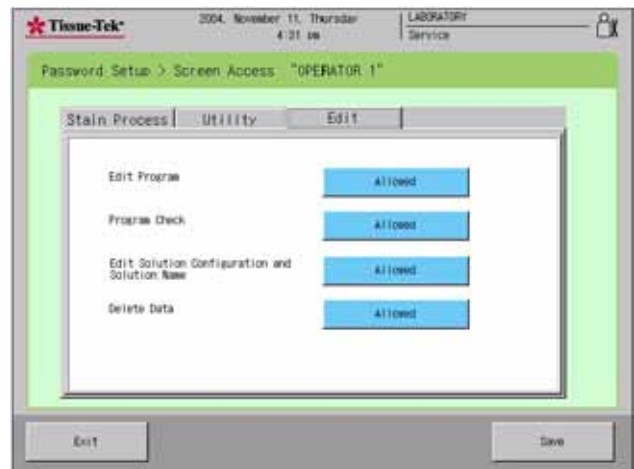 Tissue-Tek®
2004. November 11. Thursday
4:31 pm
LABORATORY
Service
Password Setup > Screen Access "OPERATOR 1"
Stain Process
Utility
Edit
Edit Program
Allowed
Program Check
Allowed
Edit Solution Configuration and
Solution Name
Allowed
Delete Data
Allowed
Exit
Save